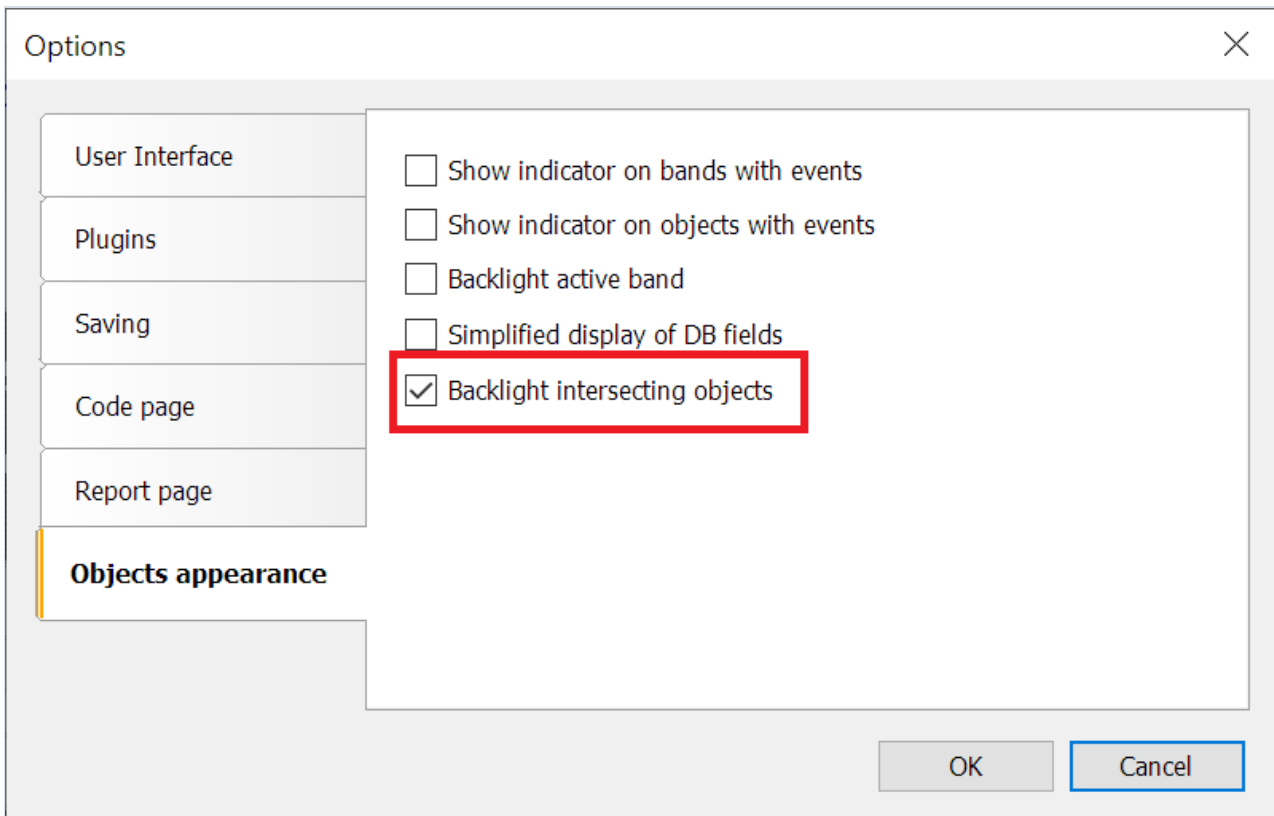 Options
User Interface
Plugins
Saving
Code page
Report page
Objects appearance
Show indicator on bands with events
Show indicator on objects with events
Backlight active band
Simplified display of DB fields
Backlight intersecting objects
OK
Cancel